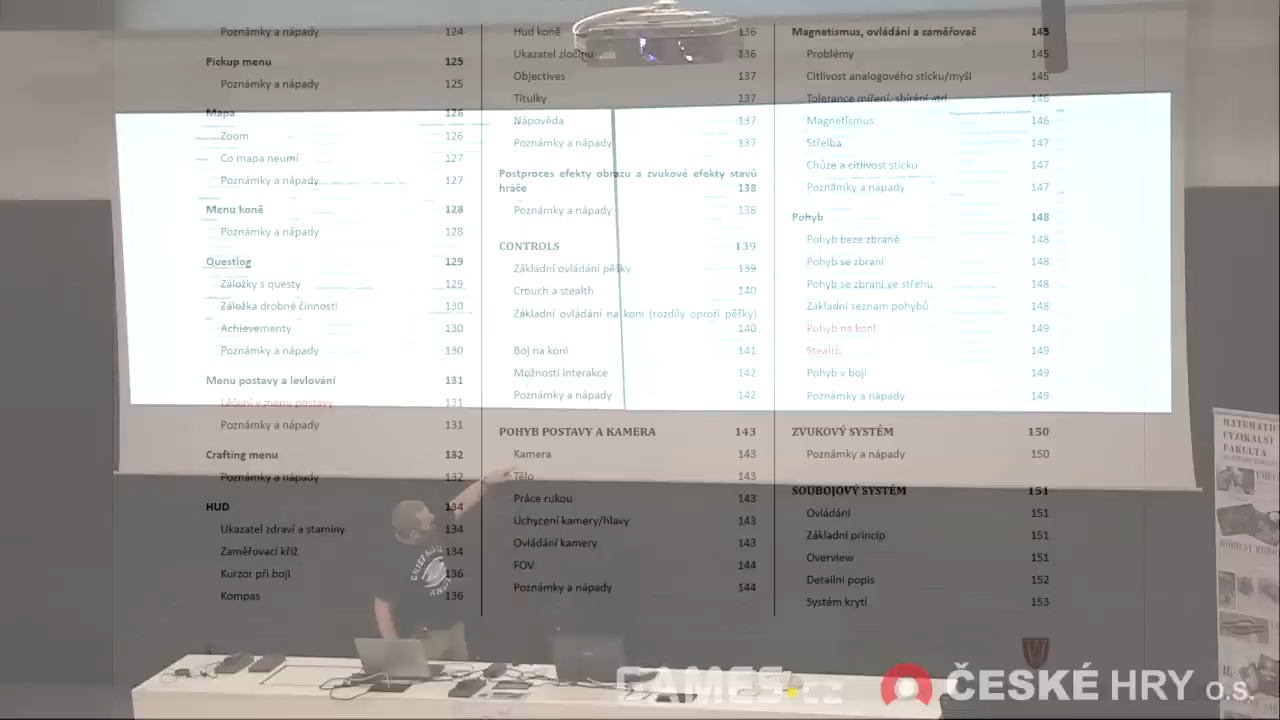 Poznámky a nápady 124
Pickup menu 125
Poznámky a nápady 125
Mapa 126
Zoom 126
Co mapa neumí 127
Poznámky a nápady 127
Menu koně 128
Poznámky a nápady 128
Questlog 129
Záložky s questy 129
Záložka drobné činnosti 130
Achievementy 130
Poznámky a nápady 130
Menu postavy a levlování 131
Léčení v menu postavy 131
Poznámky a nápady 131
Crafting menu 132
Poznámky a nápady 132
HUD 134
Ukazatel zdraví a staminy 134
Zaměřovací kříž 134
Kurzor při boji 136
Kompas 136
Hud koně 136
Ukazatel zločinu 136
Objectives 137
Titulky 137
Nápověda 137
Poznámky a nápady 137
Postproces efekty obrazu a zvukové efekty stavů
hráče 138
Poznámky a nápady 138
CONTROLS 139
Základní ovládání pěšky 139
Crouch a stealth 140
Základní ovládání na koni (rozdíly oproti pěšky)
140
Boj na koni 141
Možnosti interakce 142
Poznámky a nápady 142
POHYB POSTAVY A KAMERA 143
Kamera 143
Tělo 143
Práce rukou 143
Uchycení kamery/hlavy 143
Ovládání kamery 143
FOV 144
Poznámky a nápady 144
Magnetismus, ovládání a zaměřovač 145
Problémy 145
Citlivost analogového sticku/myši 145
Tolerance míření, sbírání atd. 146
Magnetismus 146
Střelba 147
Chůze a citlivost sticku 147
Poznámky a nápady 147
Pohyb 148
Pohyb beze zbraně 148
Pohyb se zbraní 148
Pohyb se zbraní ve střehu 148
Základní seznam pohybů 148
Pohyb na koni 149
Stealth 149
Pohyb v boji 149
Poznámky a nápady 149
ZVUKOVÝ SYSTÉM 150
Poznámky a nápady 150
SOUBOJOVÝ SYSTÉM 151
Ovládání 151
Základní princip 151
Overview 151
Detailní popis 152
Systém krytí 153
MATEMATIC
FYZIKÁLNÍ
FAKULTA
GAMES.cz
ČESKÉ HRY o.s.